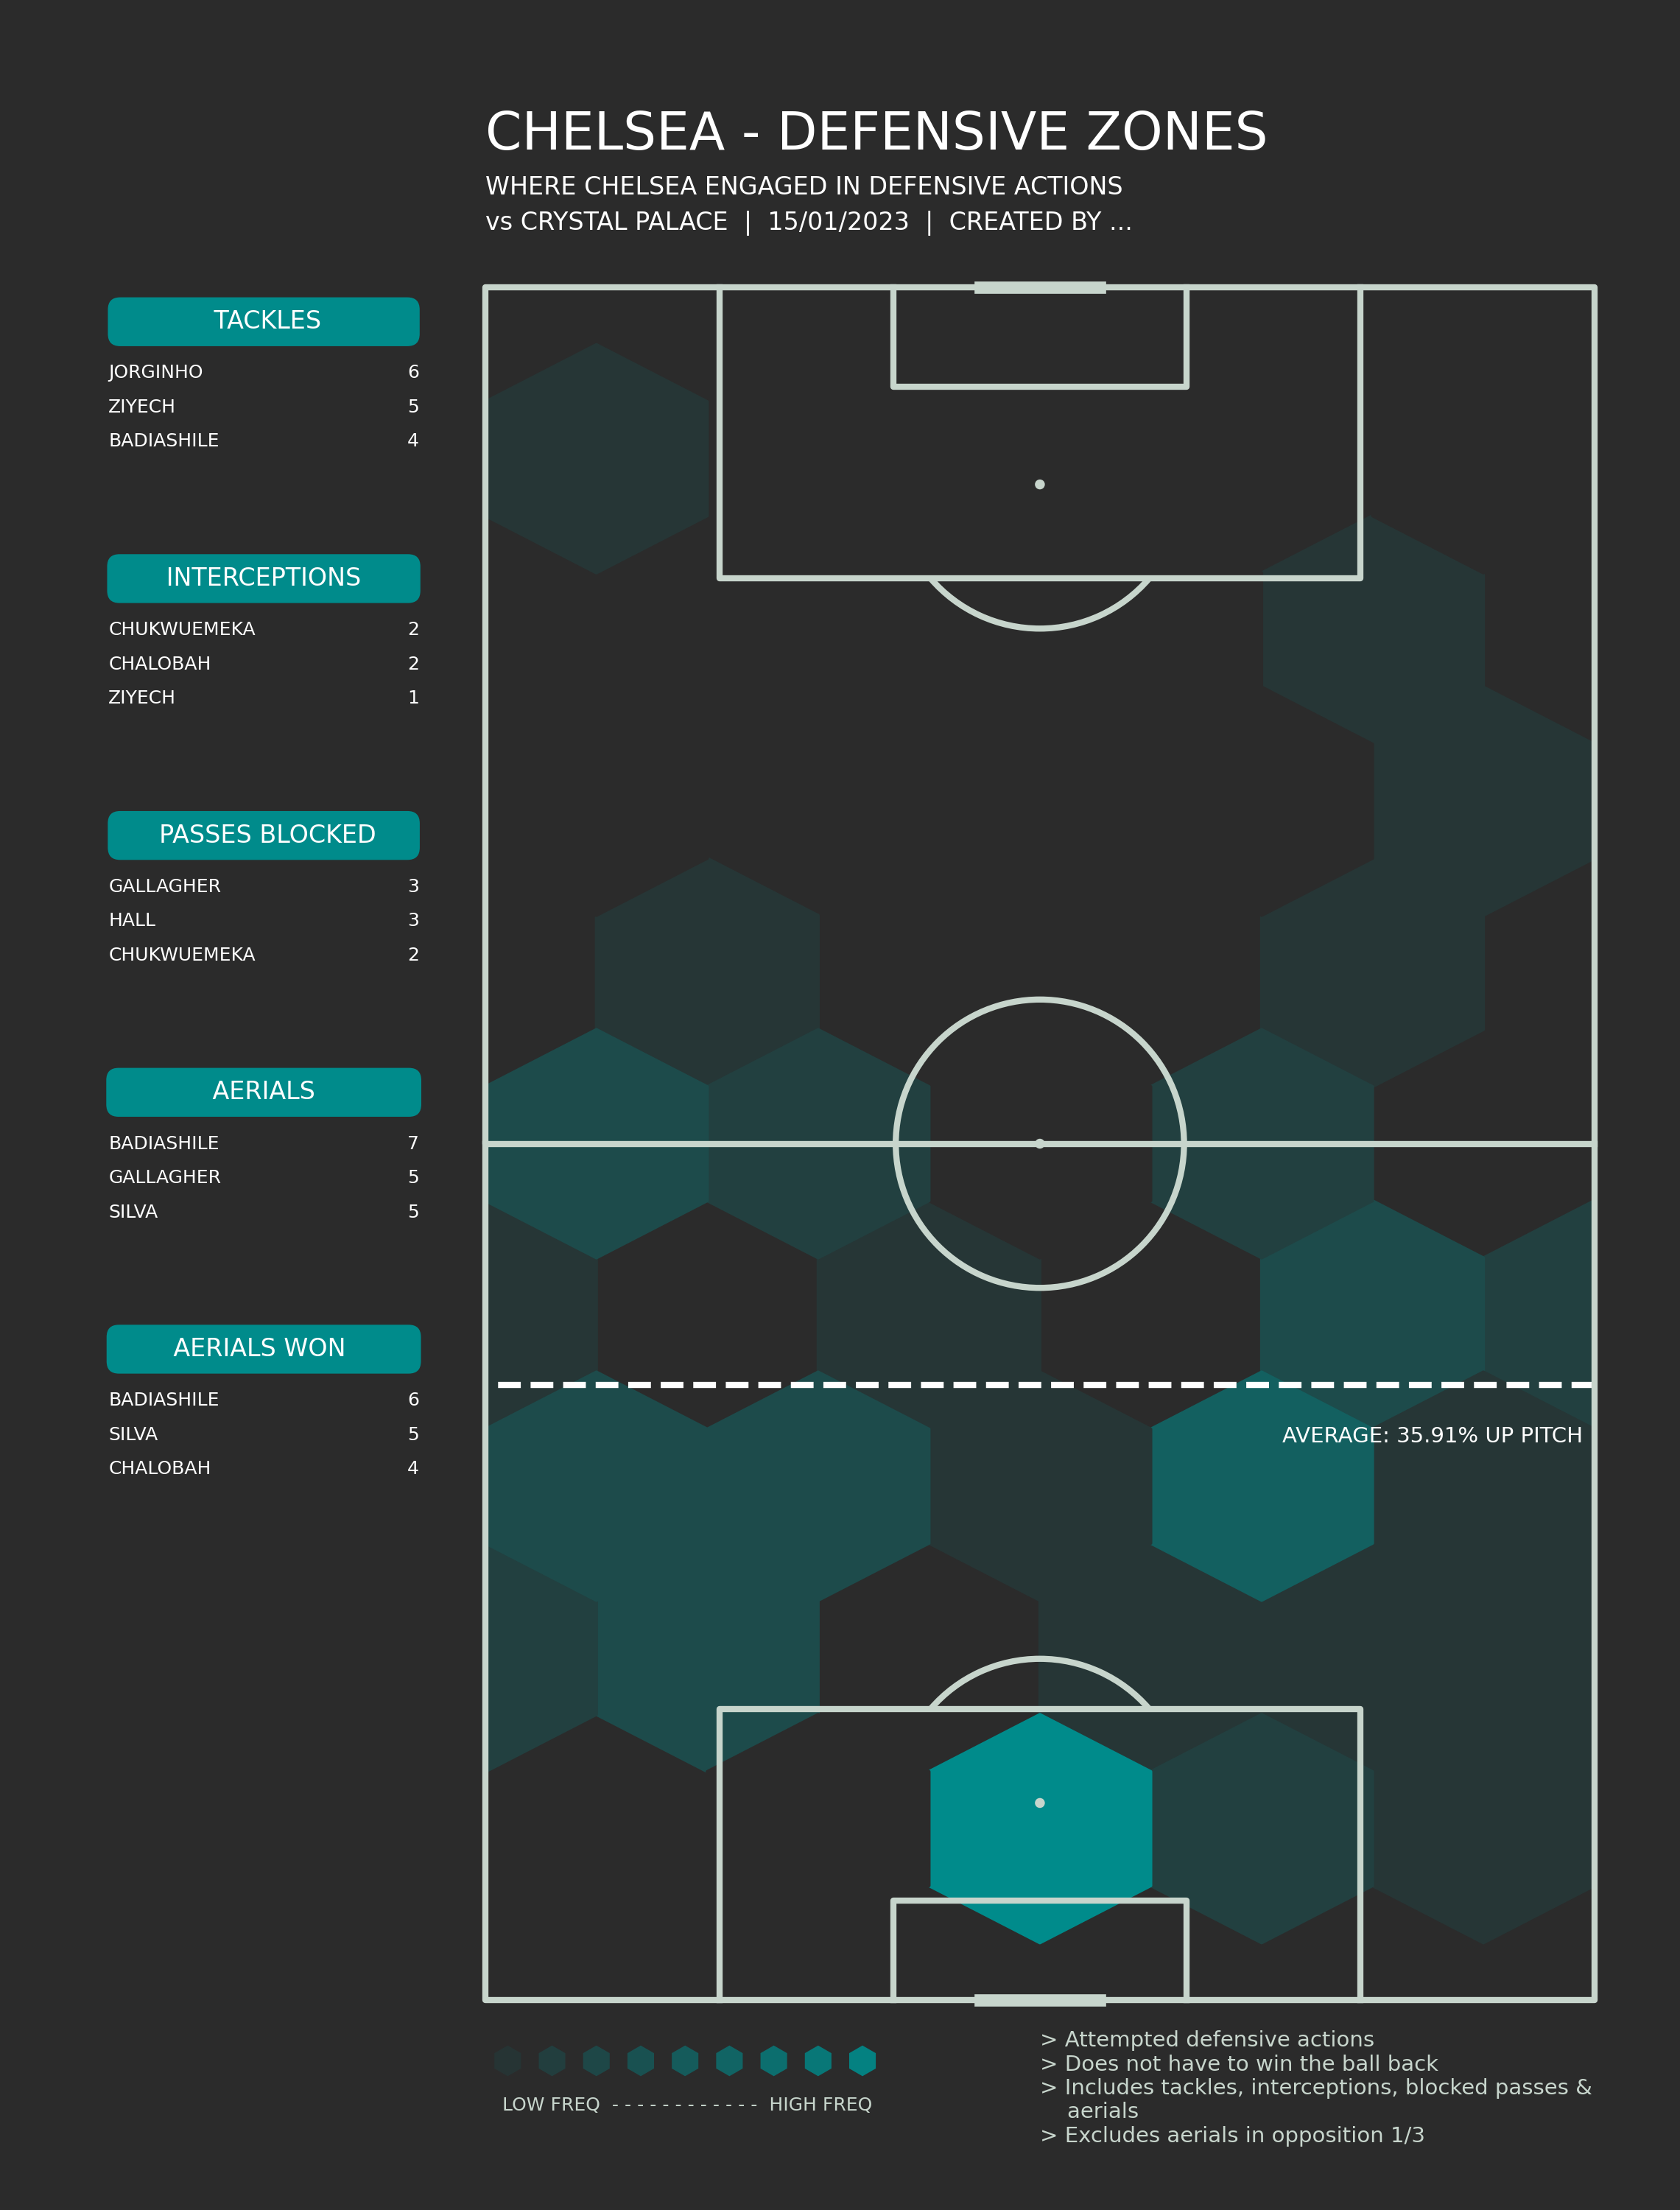 CHELSEA - DEFENSIVE ZONES
WHERE CHELSEA ENGAGED IN DEFENSIVE ACTIONS
vs CRYSTAL PALACE | 15/01/2023 | CREATED BY ...
TACKLES
JORGINHO 6
ZIYECH 5
BADIASHILE 4
INTERCEPTIONS
CHUKWUEMEKA 2
CHALOBAH 2
ZIYECH 1
PASSES BLOCKED
GALLAGHER 3
HALL 3
CHUKWUEMEKA 2
AERIALS
BADIASHILE 7
GALLAGHER 5
SILVA 5
AERIALS WON
BADIASHILE 6
SILVA 5
CHALOBAH 4
AVERAGE: 35.91% UP PITCH
LOW FREQ - - - - - - - - - - - - HIGH FREQ
> Attempted defensive actions
> Does not have to win the ball back
> Includes tackles, interceptions, blocked passes &
aerials
> Excludes aerials in opposition 1/3